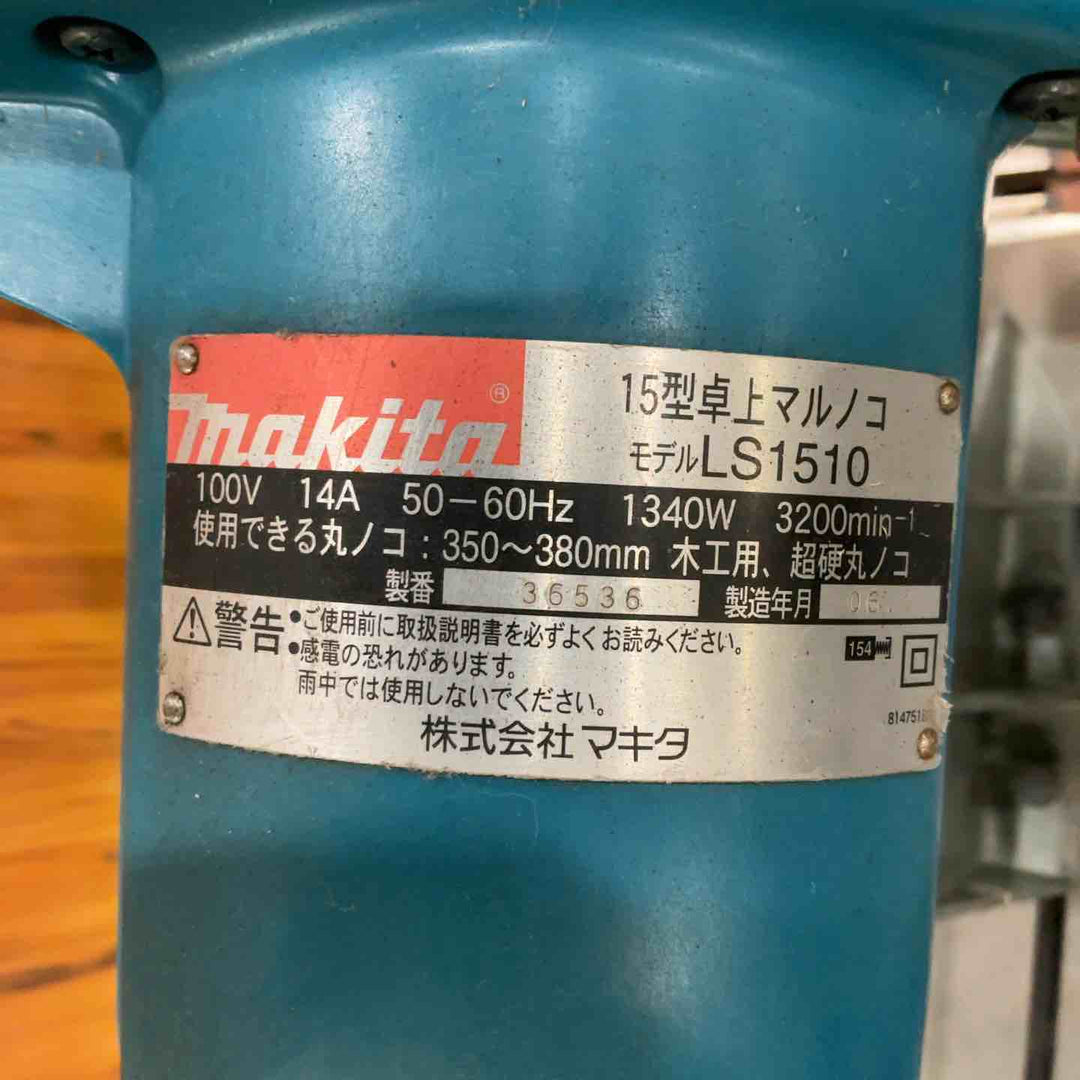 makita®
15型卓上マルノコ
モデルLS1510
100V 14A 50－60Hz 1340W 3200min-1
使用できる丸ノコ：350～380mm 木工用、超硬丸ノコ
製番 36536 製造年月
警告
●ご使用前に取扱説明書を必ずよくお読みください。
●感電の恐れがあります。
雨中では使用しないでください。
154
株式会社マキタ